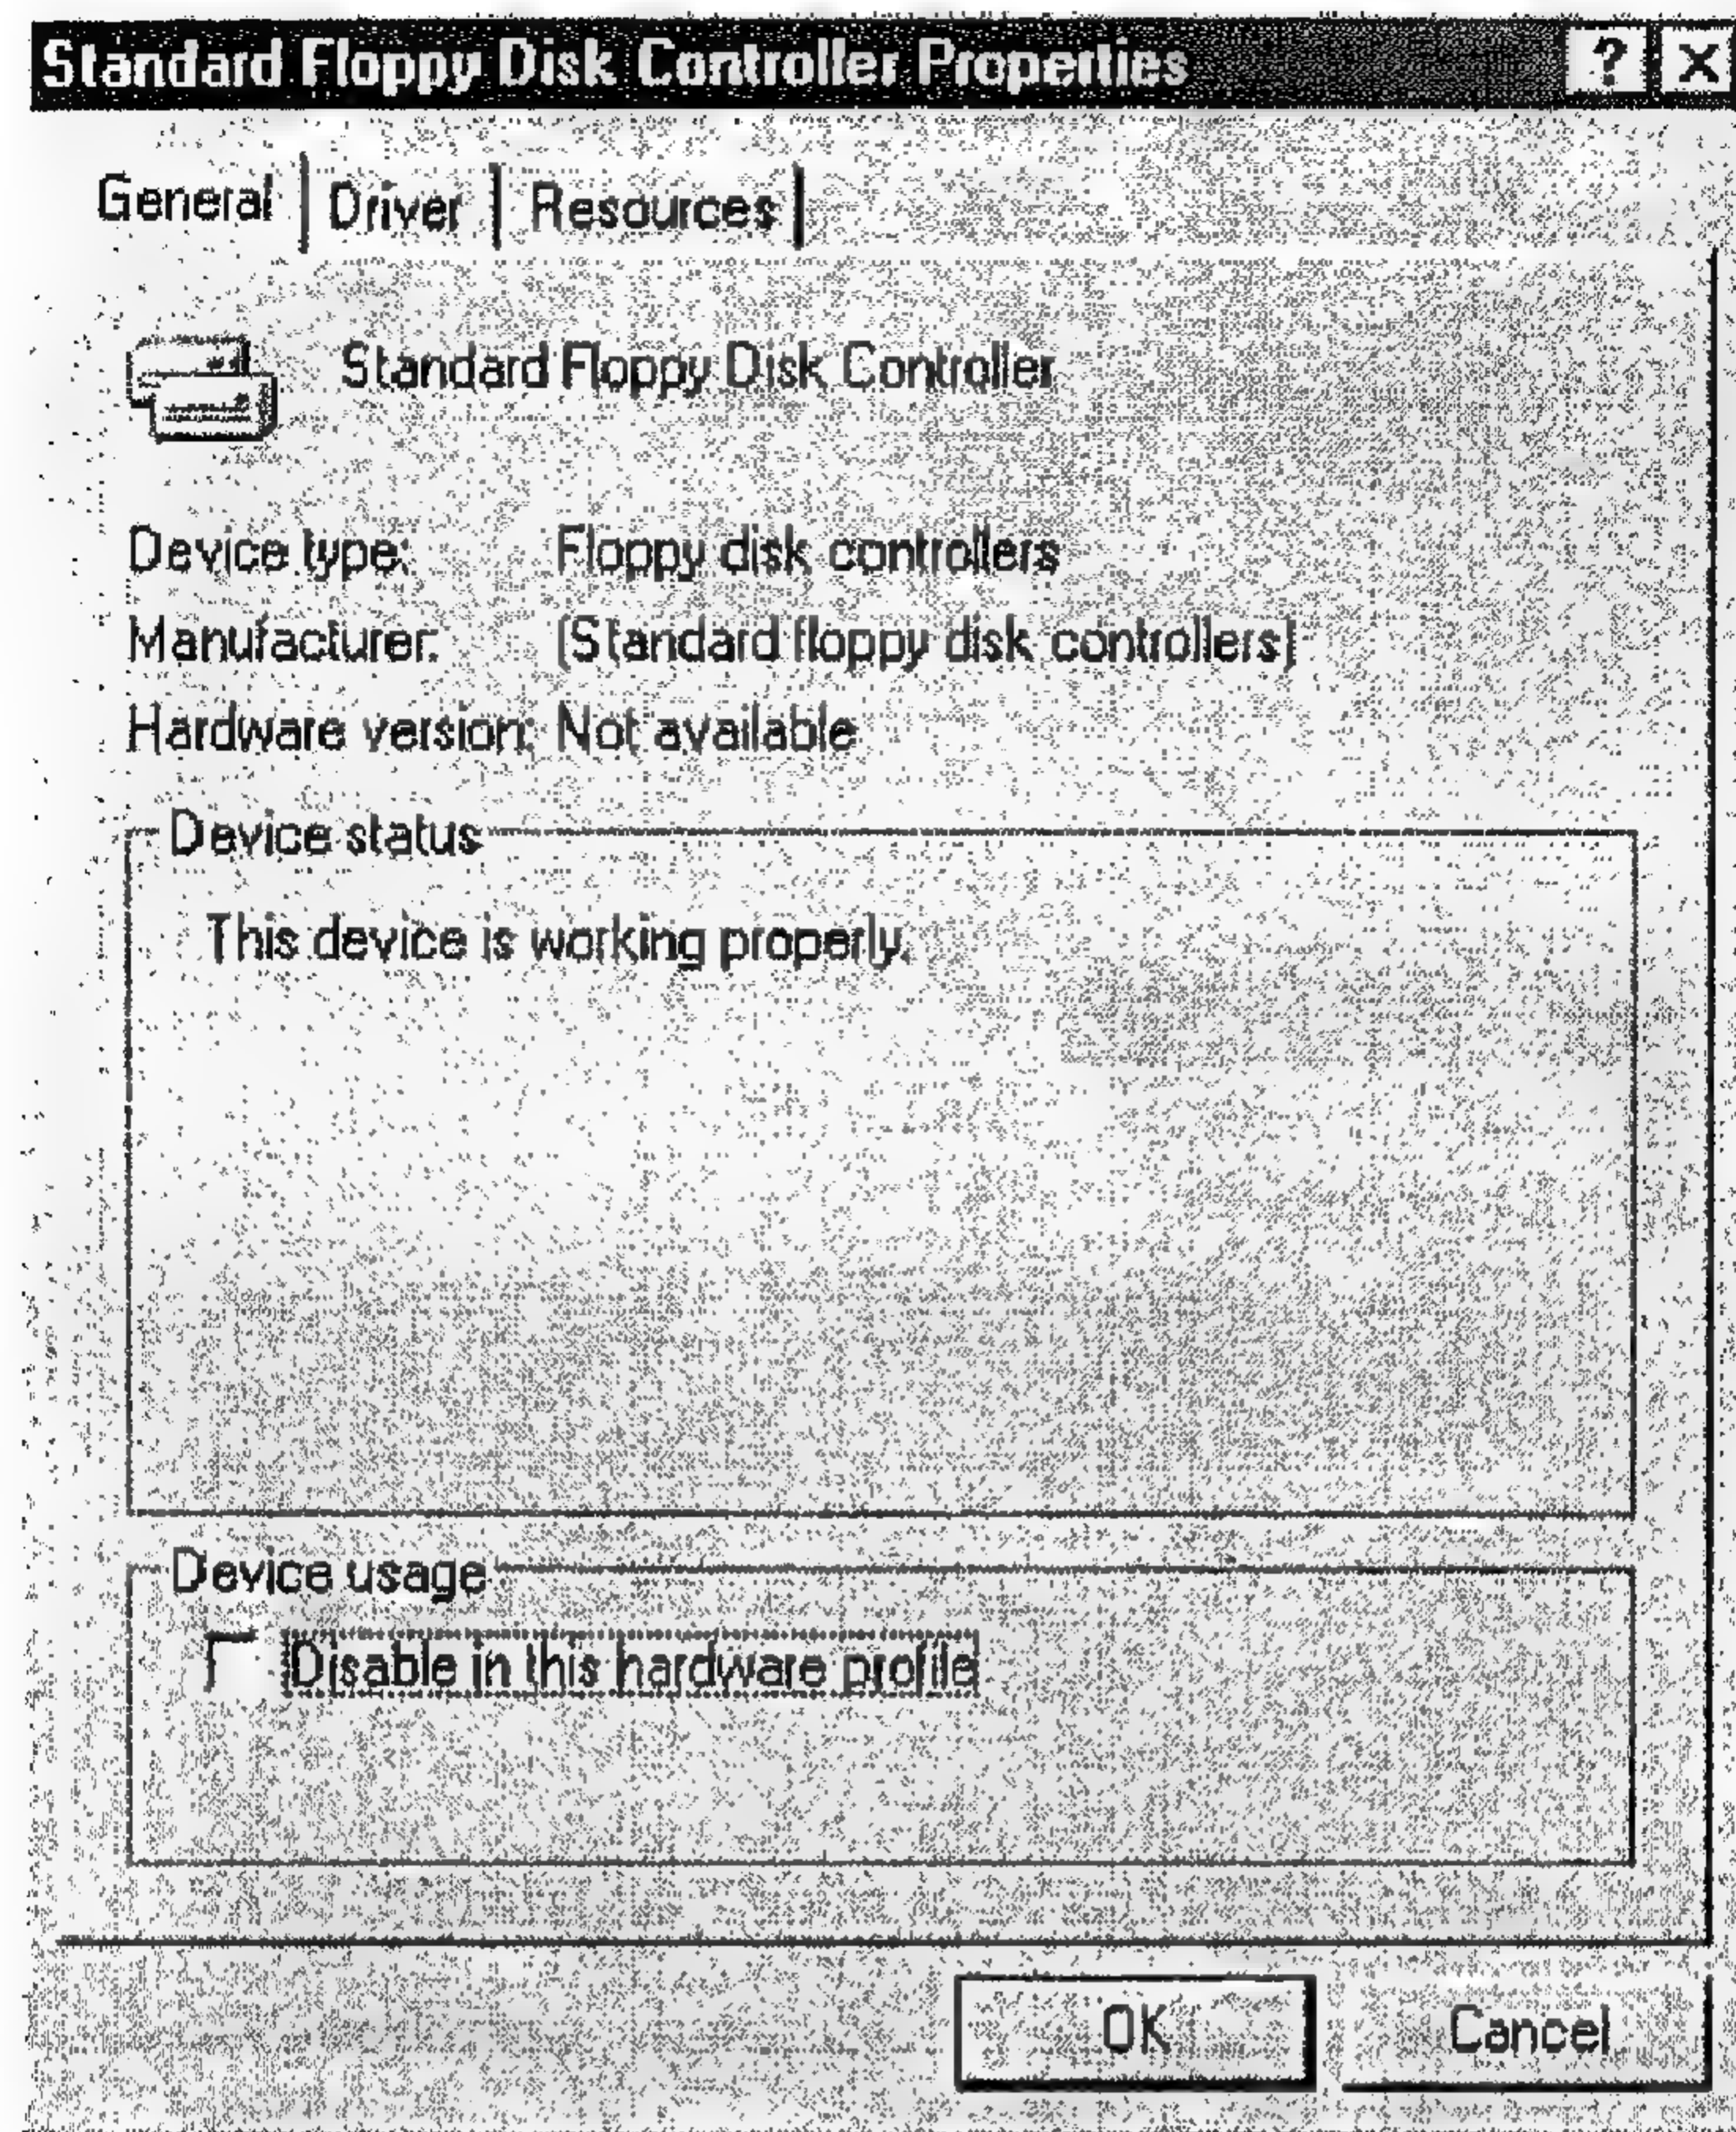 Standard Floppy Disk Controller Properties ? X
General Driver Resources
Standard Floppy Disk Controller
Device type: Floppy disk controllers
Manufacturer: (Standard floppy disk controllers)
Hardware version: Not available
Device status
This device is working properly.
Device usage
Disable in this hardware profile
OK Cancel